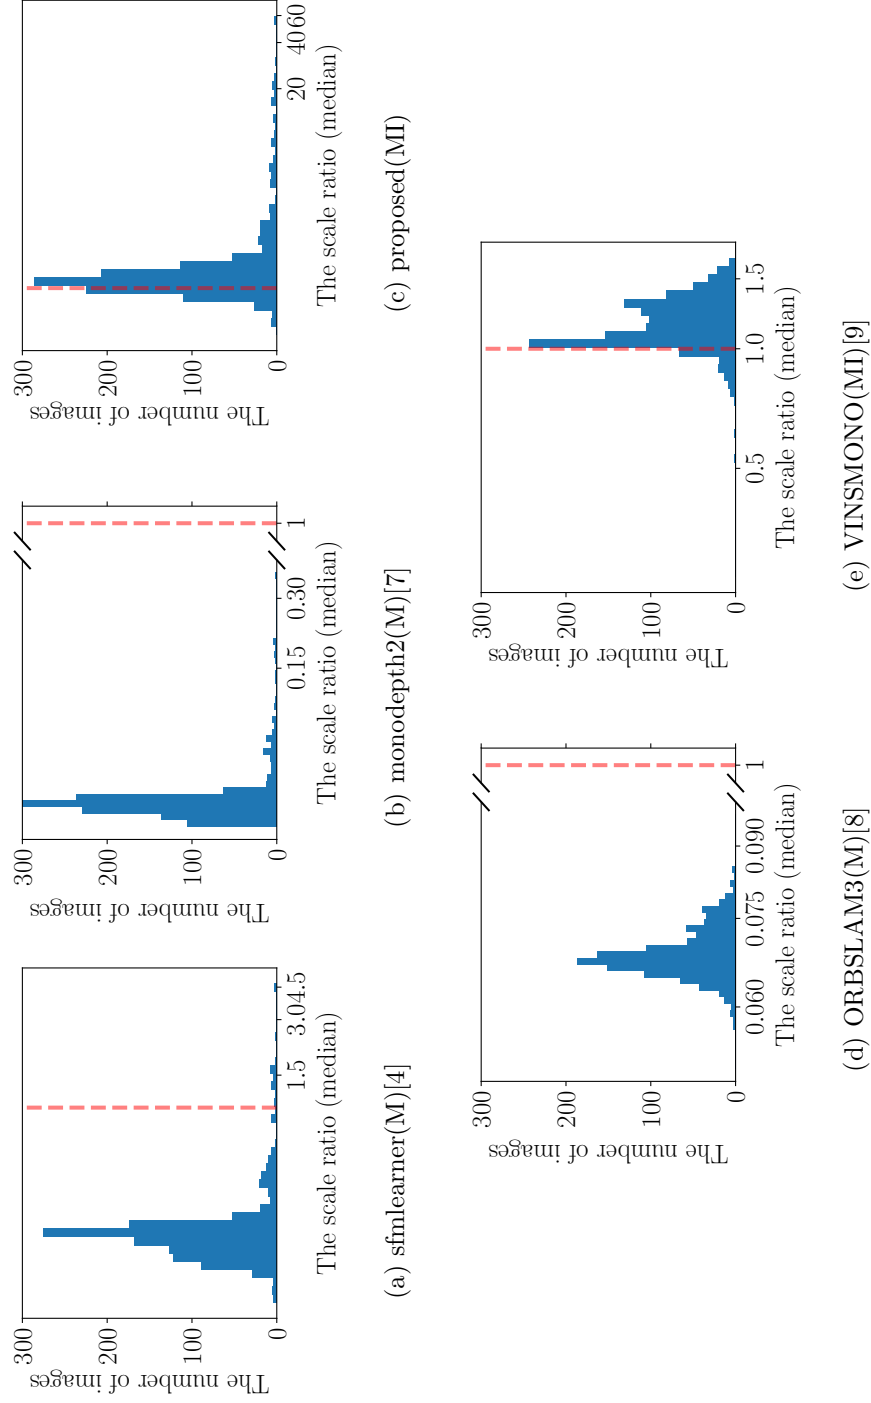 The number of images
300
200
100
0
1.5
3.0
4.5
The scale ratio (median)
(a) sfmlearner(M)[4]
The number of images
300
200
100
0
0.15
0.30
1
The scale ratio (median)
(b) monodepth2(M)[7]
The number of images
300
200
100
0
20
40
60
The scale ratio (median)
(c) proposed(MI)
The number of images
300
200
100
0
0.060
0.075
0.090
1
The scale ratio (median)
(d) ORBSLAM3(M)[8]
The number of images
300
200
100
0
0.5
1.0
1.5
The scale ratio (median)
(e) VINSMONO(MI)[9]